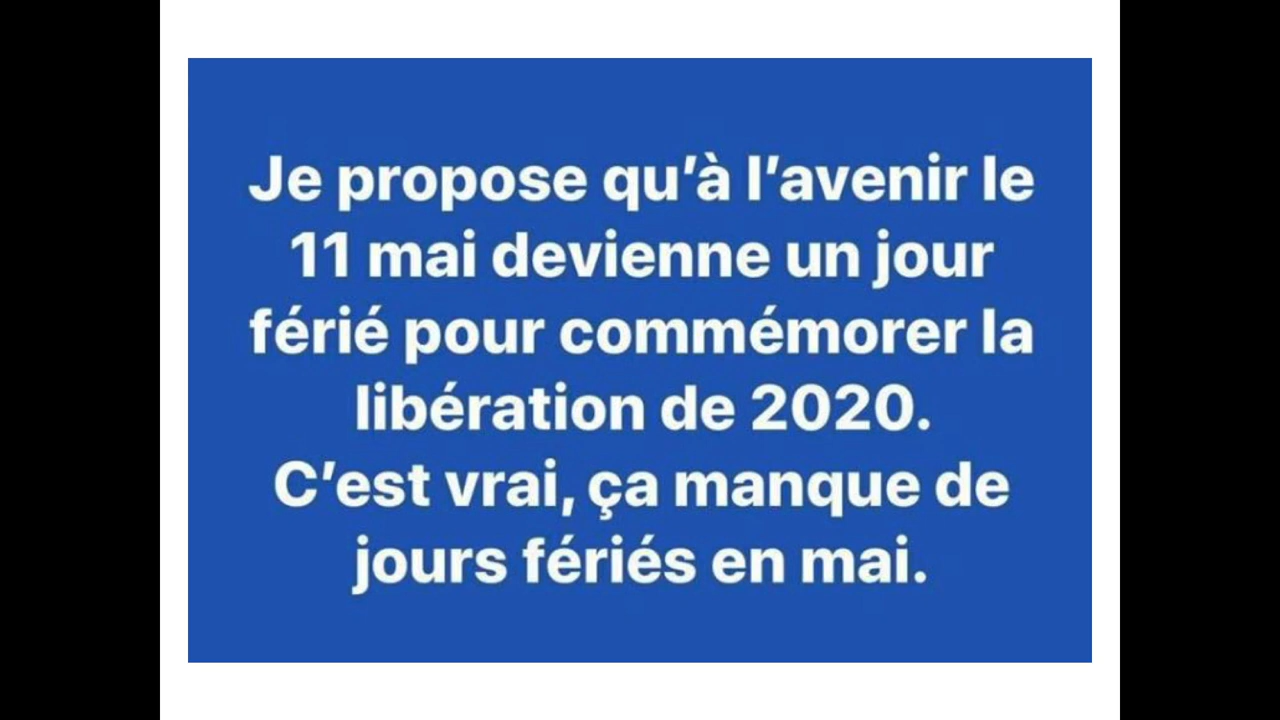 Je propose qu’à l’avenir le
11 mai devienne un jour
férié pour commémorer la
libération de 2020.
C’est vrai, ça manque de
jours fériés en mai.